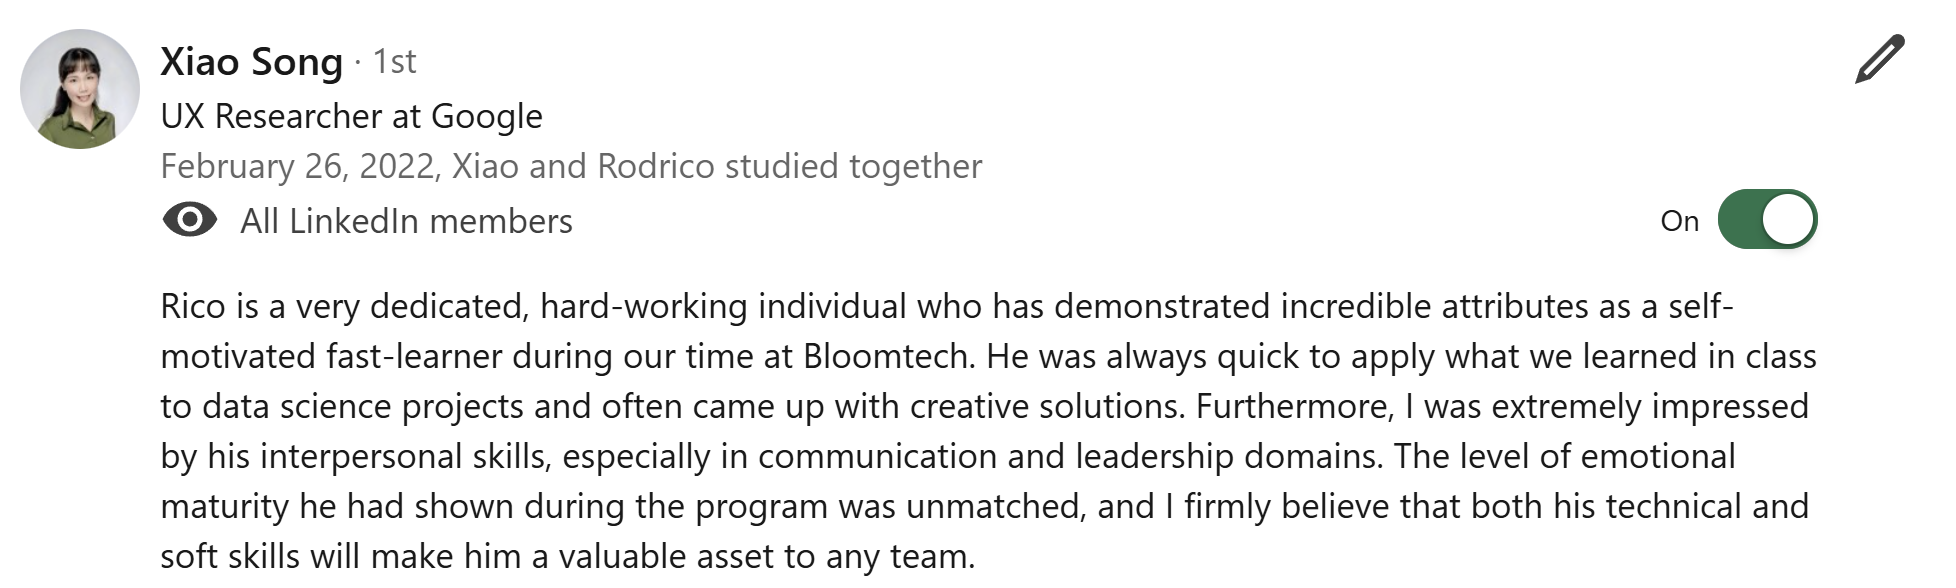 Xiao Song · 1st
UX Researcher at Google
February 26, 2022, Xiao and Rodrico studied together
All LinkedIn members
On
Rico is a very dedicated, hard-working individual who has demonstrated incredible attributes as a self-
motivated fast-learner during our time at Bloomtech. He was always quick to apply what we learned in class
to data science projects and often came up with creative solutions. Furthermore, I was extremely impressed
by his interpersonal skills, especially in communication and leadership domains. The level of emotional
maturity he had shown during the program was unmatched, and I firmly believe that both his technical and
soft skills will make him a valuable asset to any team.